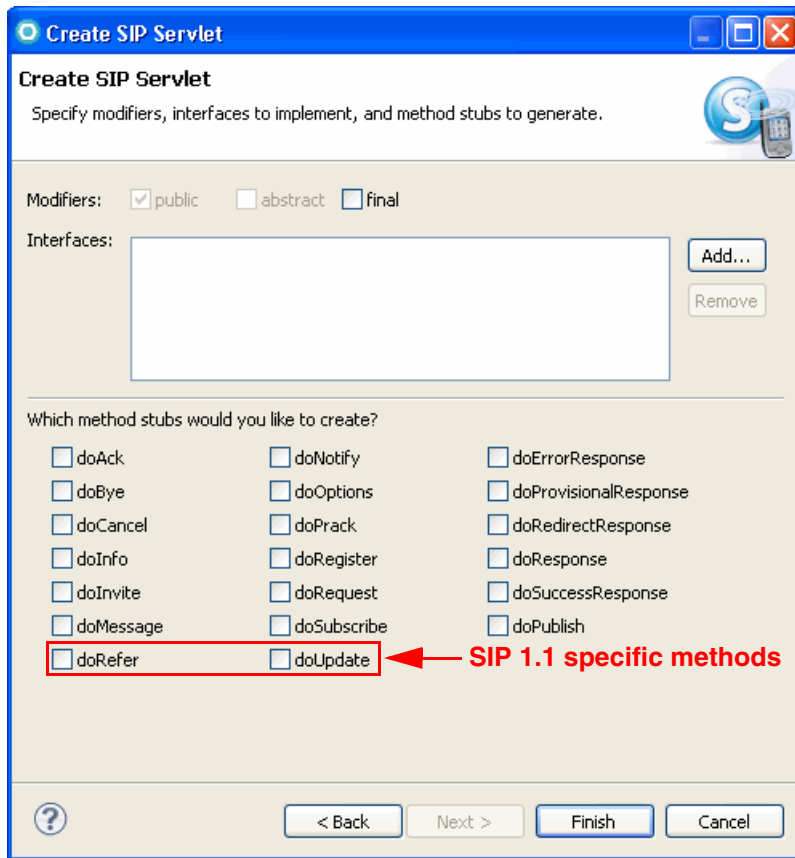 Create SIP Servlet
Create SIP Servlet
Specify modifiers, interfaces to implement, and method stubs to generate.
S
Modifiers: public abstract final
Interfaces:
Add...
Remove
Which method stubs would you like to create?
doAck doNotify doErrorResponse
doBye doOptions doProvisionalResponse
doCancel doPrack doRedirectResponse
doInfo doRegister doResponse
doInvite doRequest doSuccessResponse
doMessage doSubscribe doPublish
doRefer doUpdate SIP 1.1 specific methods
? < Back Next > Finish Cancel